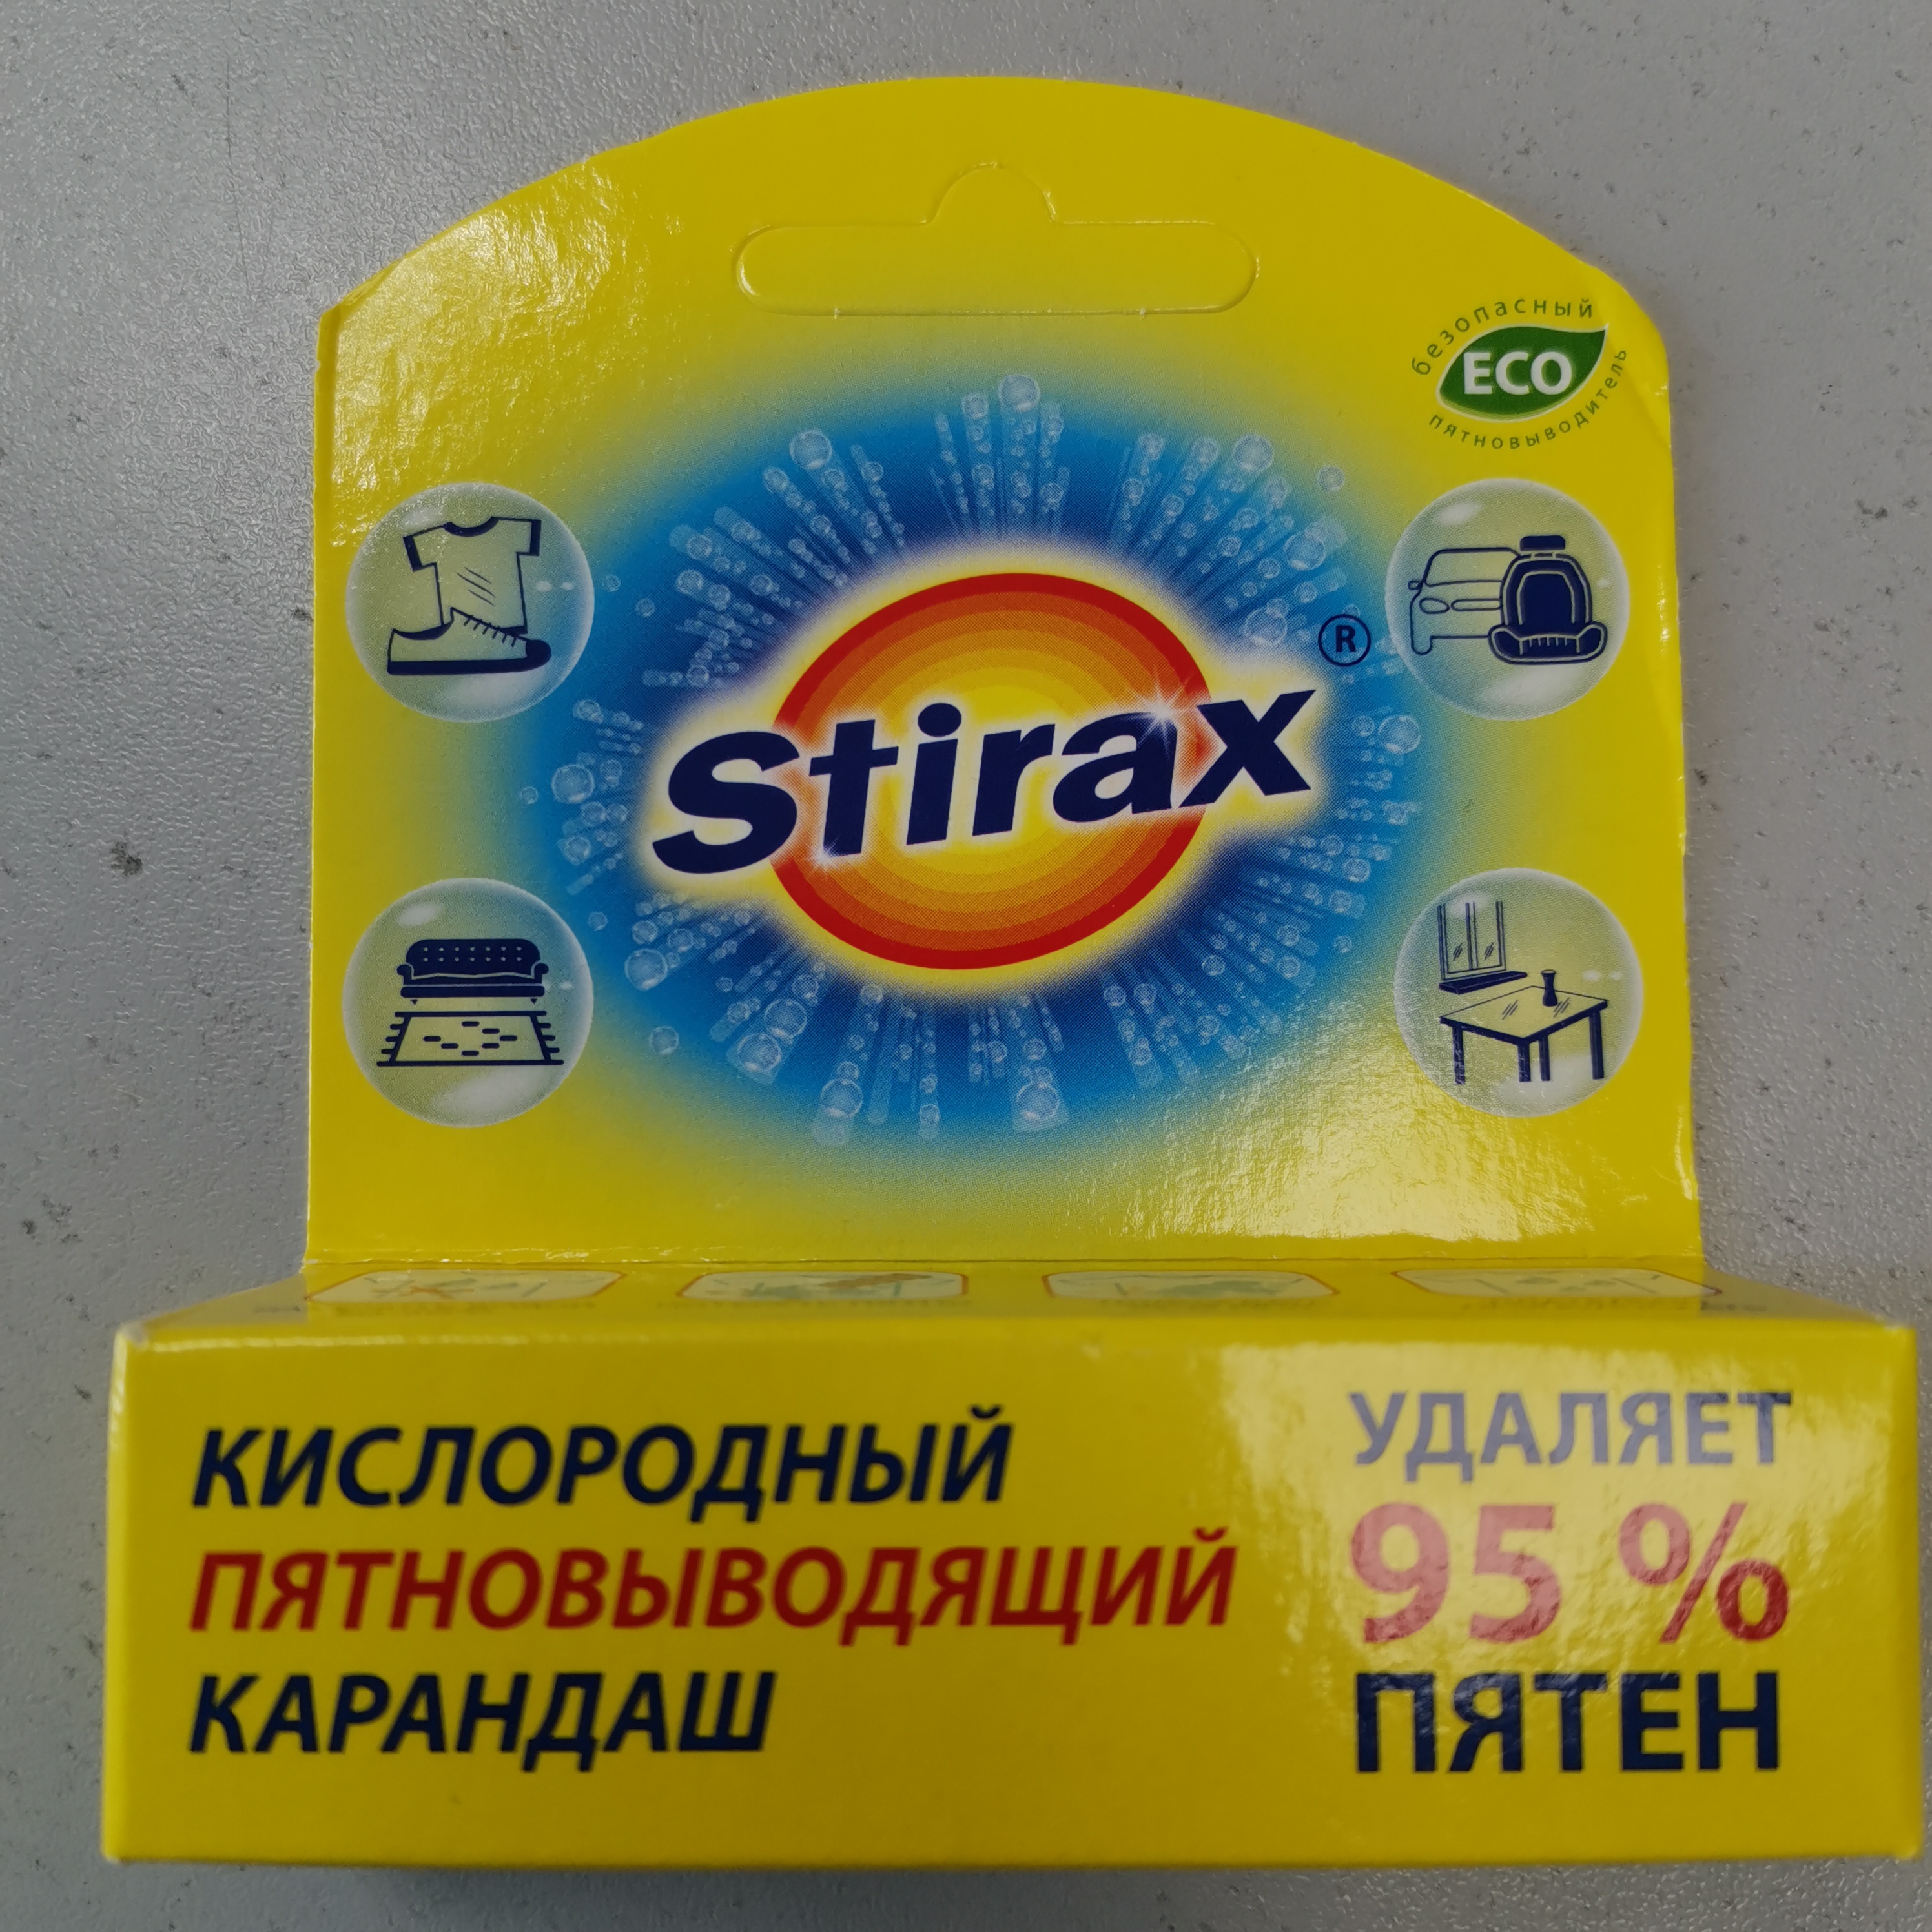 безопасный
ECO
пятновыводитель
Stirax ®
КИСЛОРОДНЫЙ
ПЯТНОВЫВОДЯЩИЙ
КАРАНДАШ
УДАЛЯЕТ
95 %
ПЯТЕН